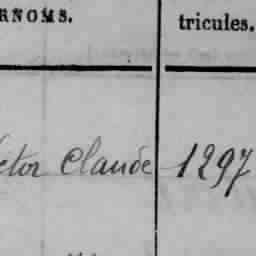 RNOMS. tricules.
ctor Claude 1297